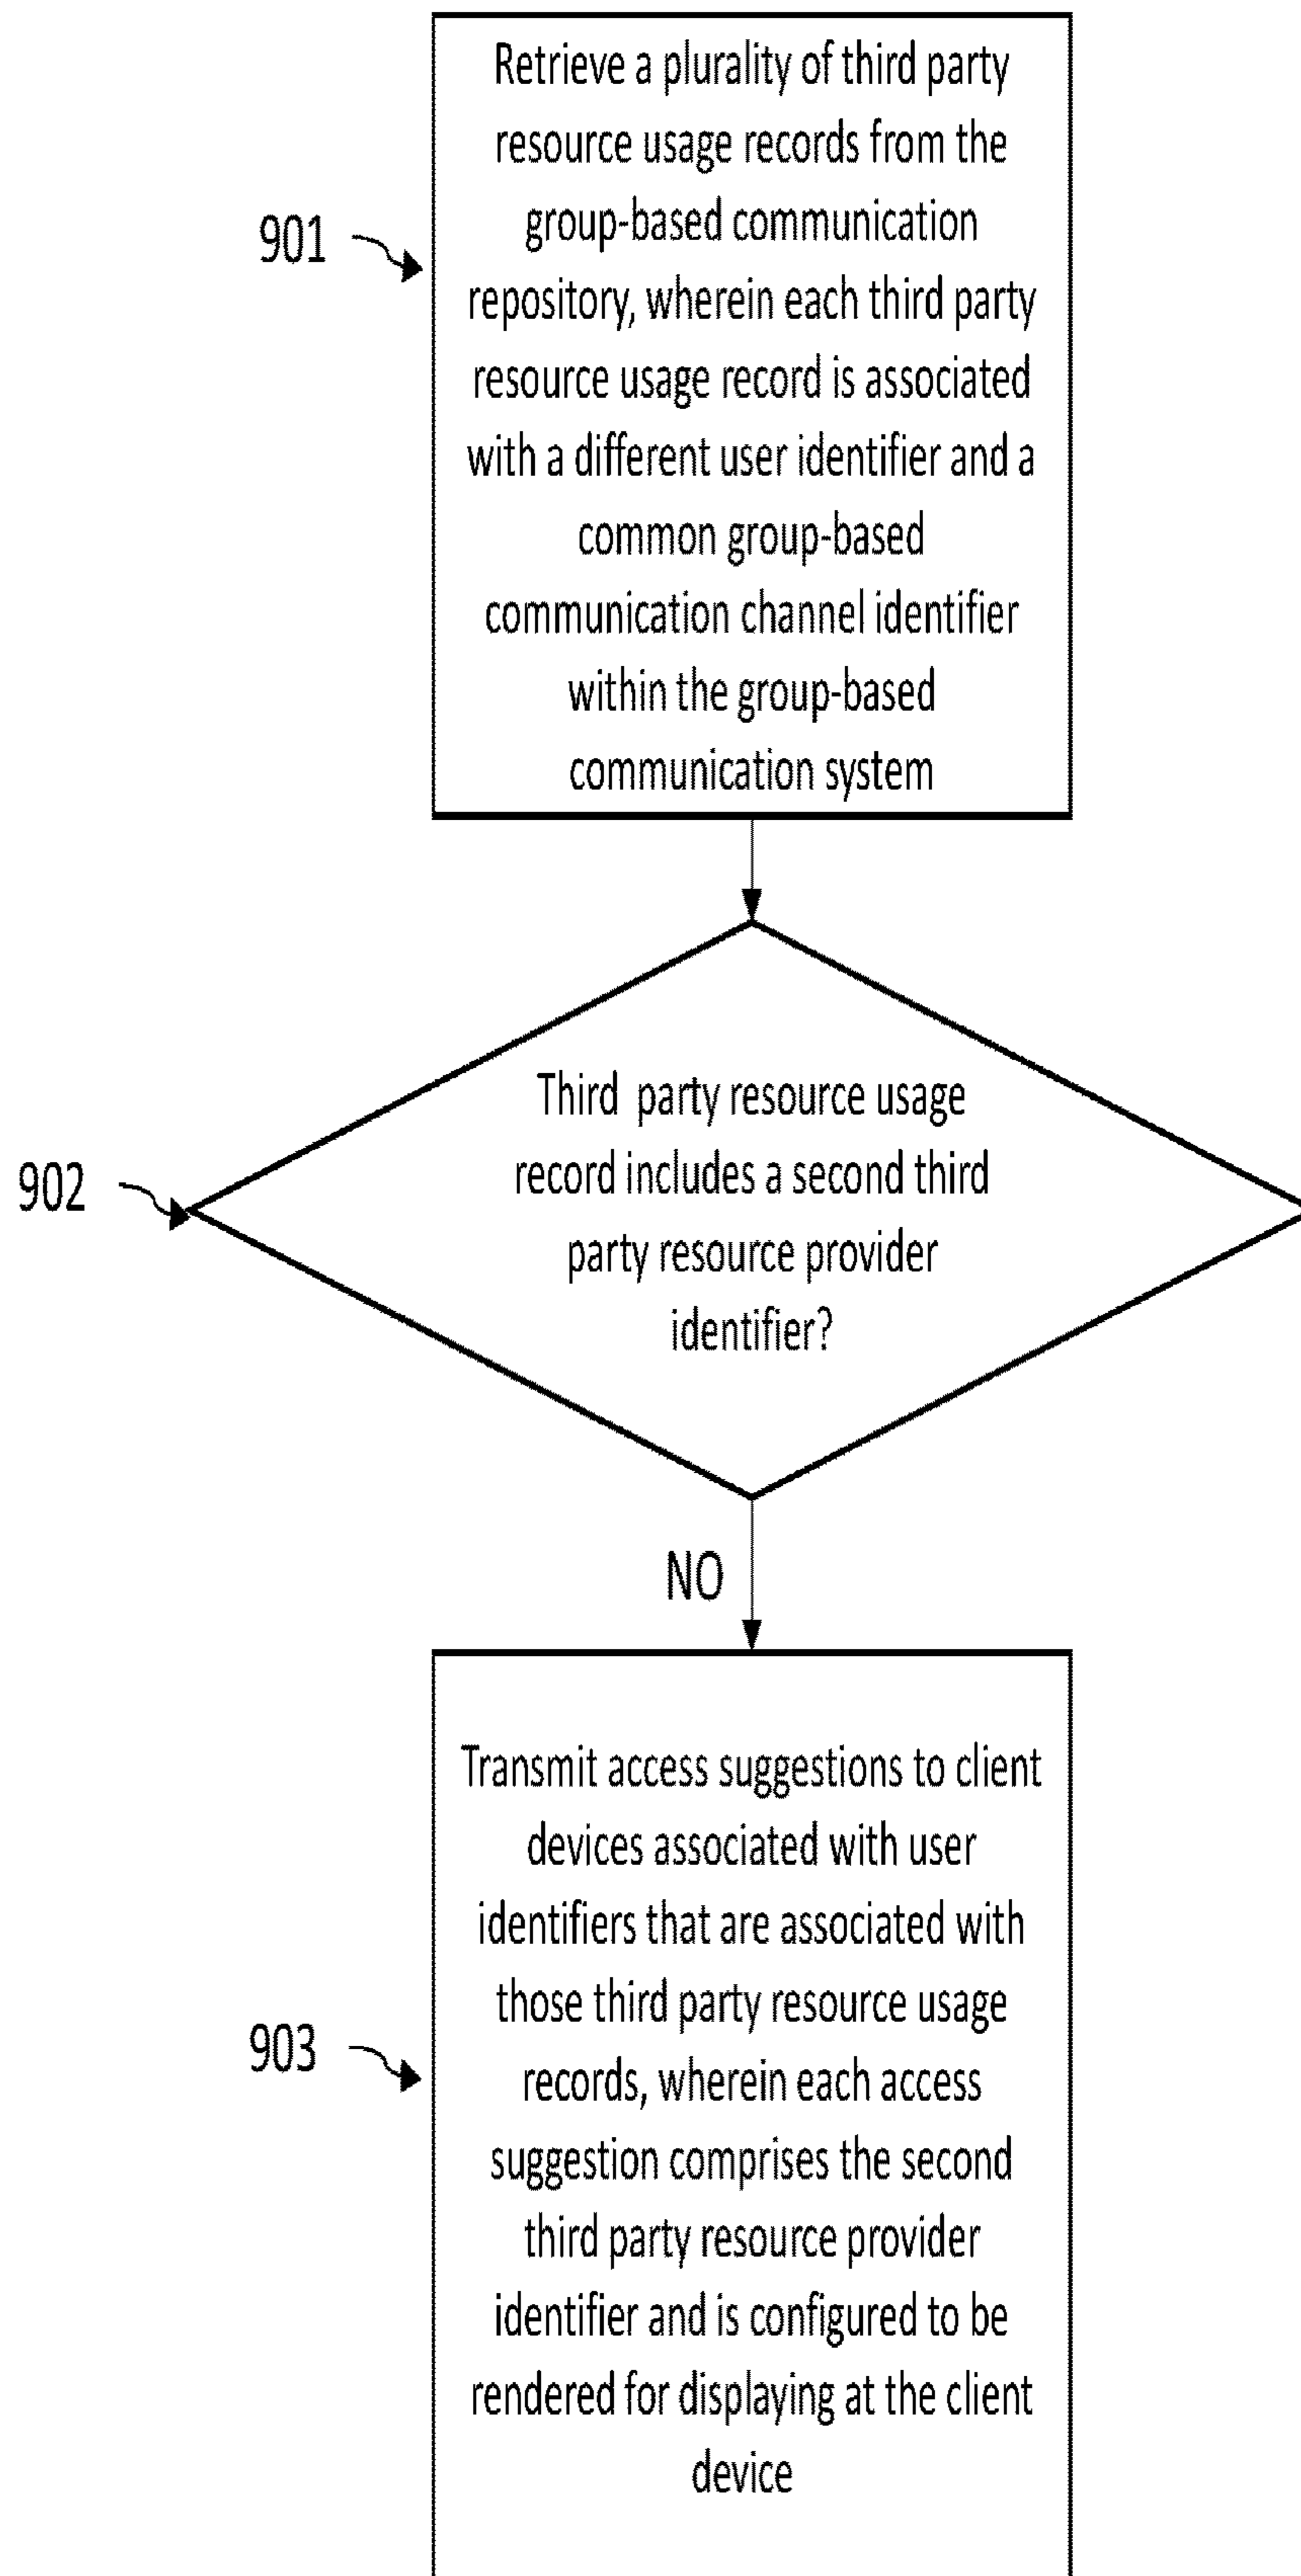 Retrieve a plurality of third party
resource usage records from the
group-based communication
repository, wherein each third party
resource usage record is associated
with a different user identifier and a
common group-based
communication channel identifier
within the group-based
communication system
901
Third party resource usage
record includes a second third
party resource provider
identifier?
902
NO
Transmit access suggestions to client
devices associated with user
identifiers that are associated with
those third party resource usage
records, wherein each access
suggestion comprises the second
third party resource provider
identifier and is configured to be
rendered for displaying at the client
device
903